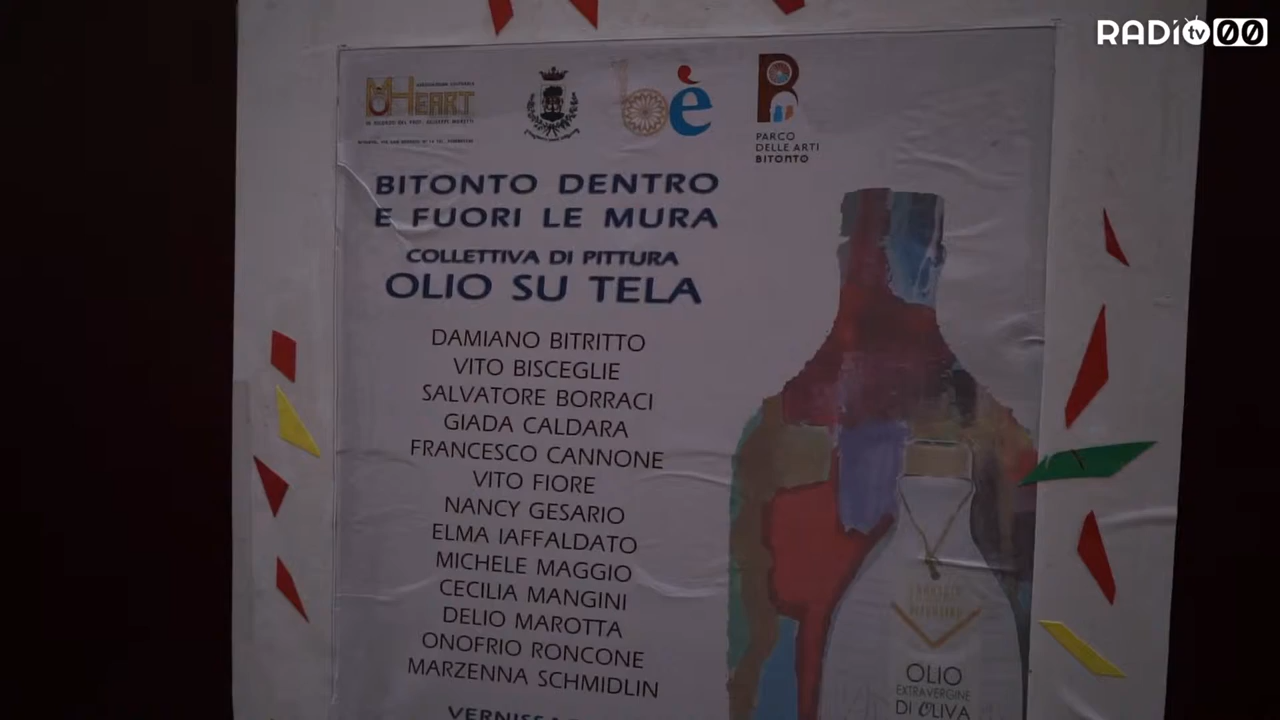 RADIO tv 00
HEART
PARCO
DELLE ARTI
BITONTO
bè
BITONTO DENTRO
E FUORI LE MURA
COLLETTIVA DI PITTURA
OLIO SU TELA
DAMIANO BITRITTO
VITO BISCEGLIE
SALVATORE BORRACI
GIADA CALDARA
FRANCESCO CANNONE
VITO FIORE
NANCY GESARIO
ELMA IAFFALDATO
MICHELE MAGGIO
CECILIA MANGINI
DELIO MAROTTA
ONOFRIO RONCONE
MARZENNA SCHMIDLIN
OLIO
EXTRAVERGINE
DI OLIVA